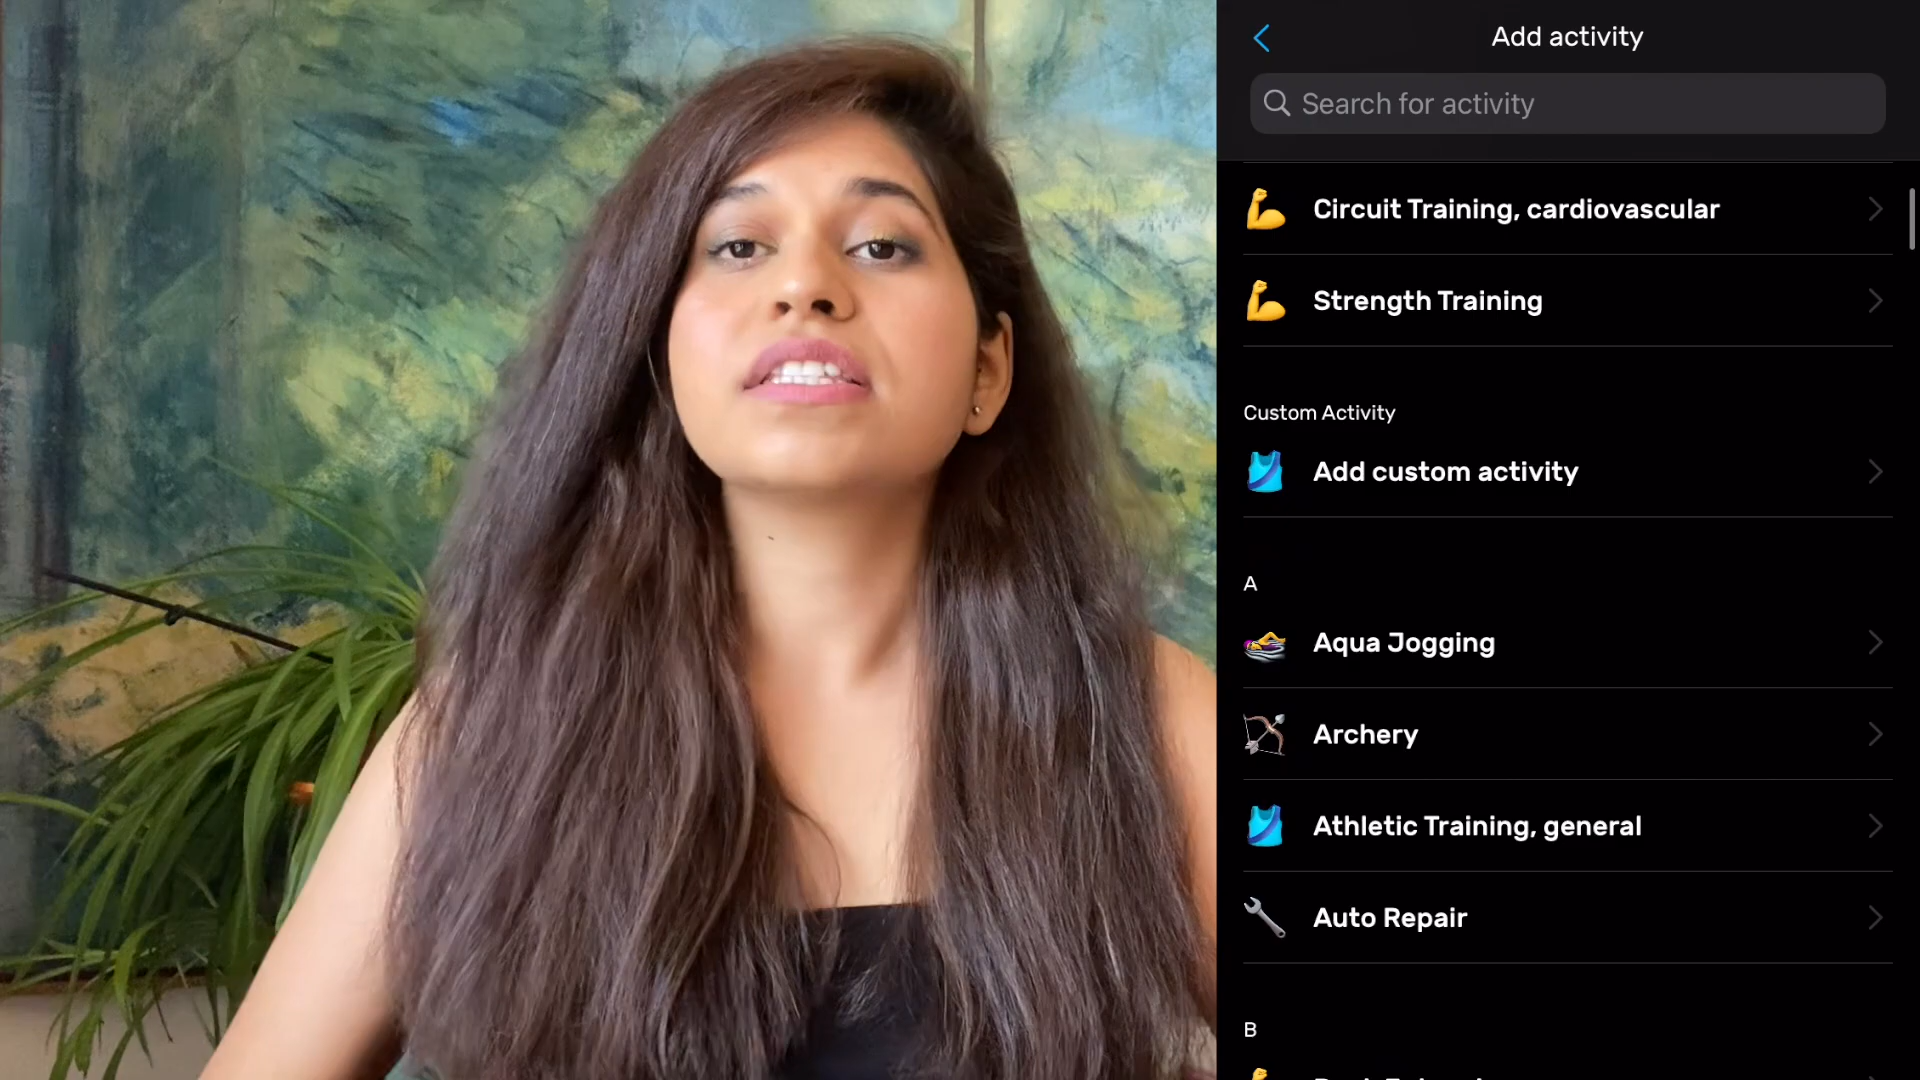 Add activity
Search for activity
Circuit Training, cardiovascular
Strength Training
Custom Activity
Add custom activity
A
Aqua Jogging
Archery
Athletic Training, general
Auto Repair
B